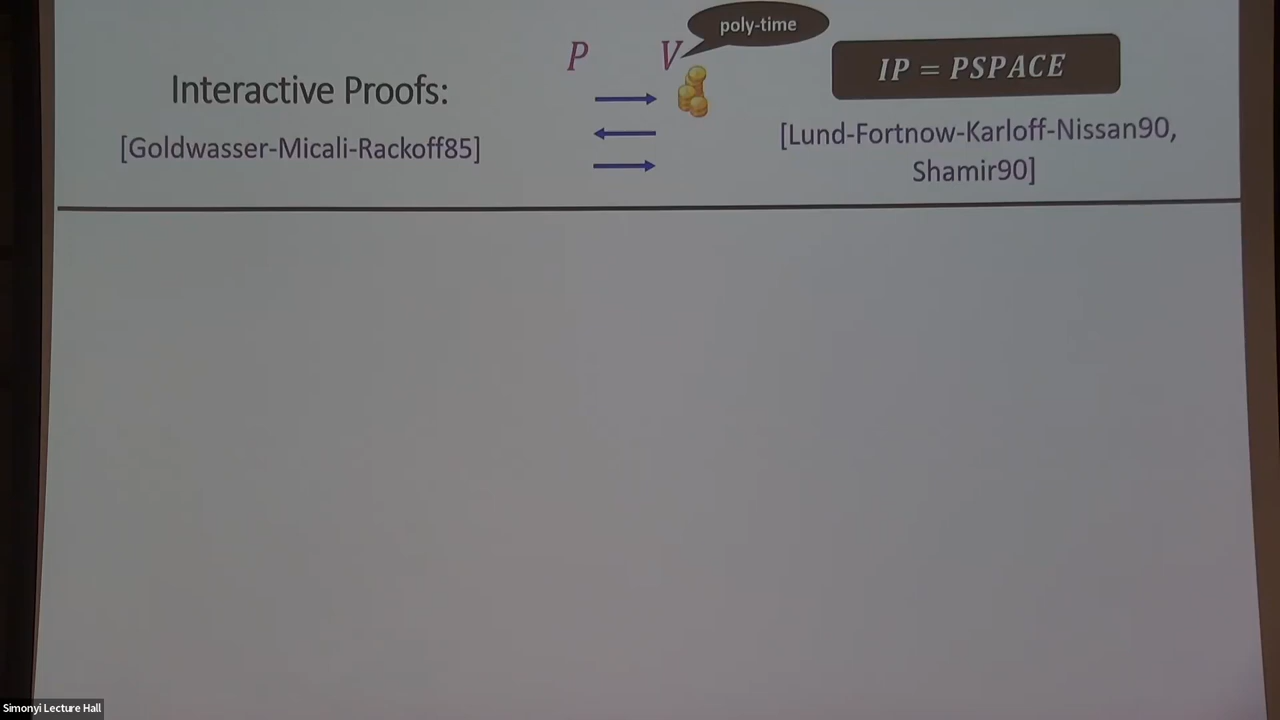 poly-time
P V
IP = PSPACE
Interactive Proofs:
[Goldwasser-Micali-Rackoff85]
[Lund-Fortnow-Karloff-Nissan90,
Shamir90]
Simonyi Lecture Hall